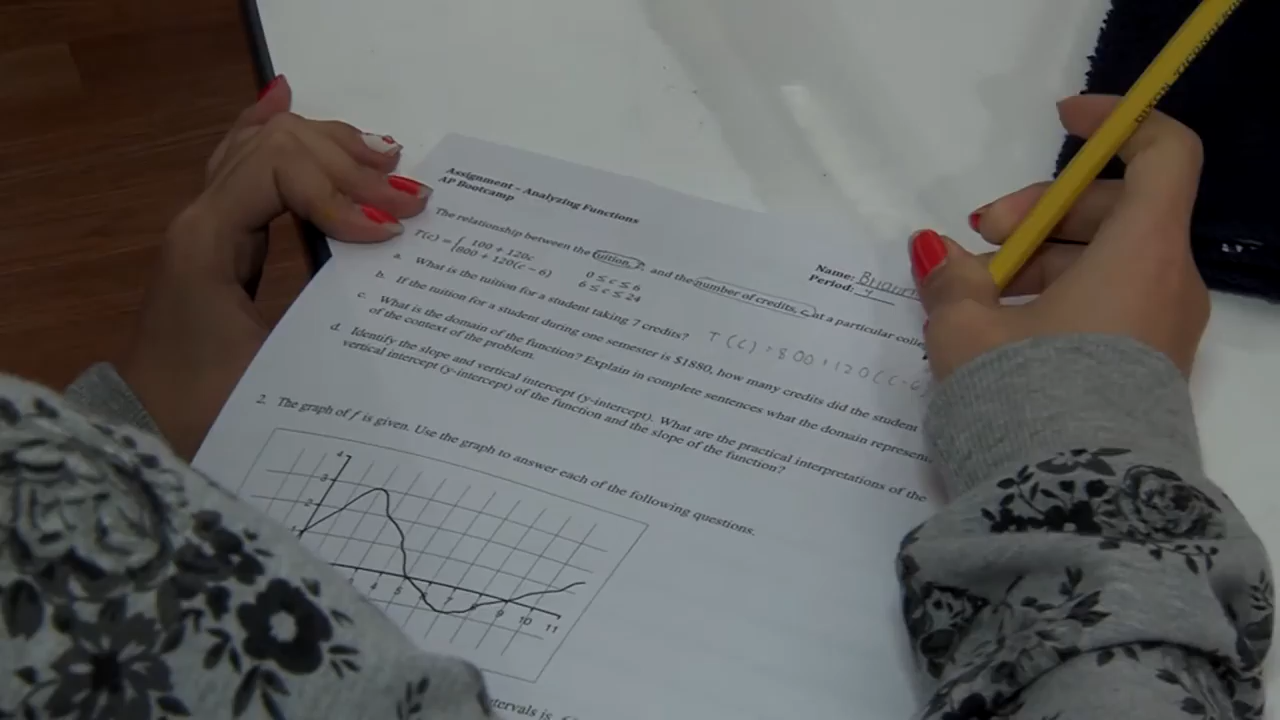 Assignment – Analyzing Functions
AP Bootcamp
Name:
Period: 4
The relationship between the tuition, T, and the number of credits, c, at a particular
T(c) = { 100 + 120c 0 ≤ c ≤ 6
800 + 120(c – 6) 6 ≤ c ≤ 24
a. What is the tuition for a student taking 7 credits? T(c) = 800 + 120(c-6)
b. If the tuition for a student during one semester is $1880, how many credits did the student
c. What is the domain of the function? Explain in complete sentences what the domain
of the context of the problem.
d. Identify the slope and vertical intercept (y-intercept). What are the practical interpretations of the
vertical intercept (y-intercept) of the function and the slope of the function?
2. The graph of f is given. Use the graph to answer each of the following questions.
4
3
2
1
4
5
7
9
10
11
DIXON TICONDEROGA